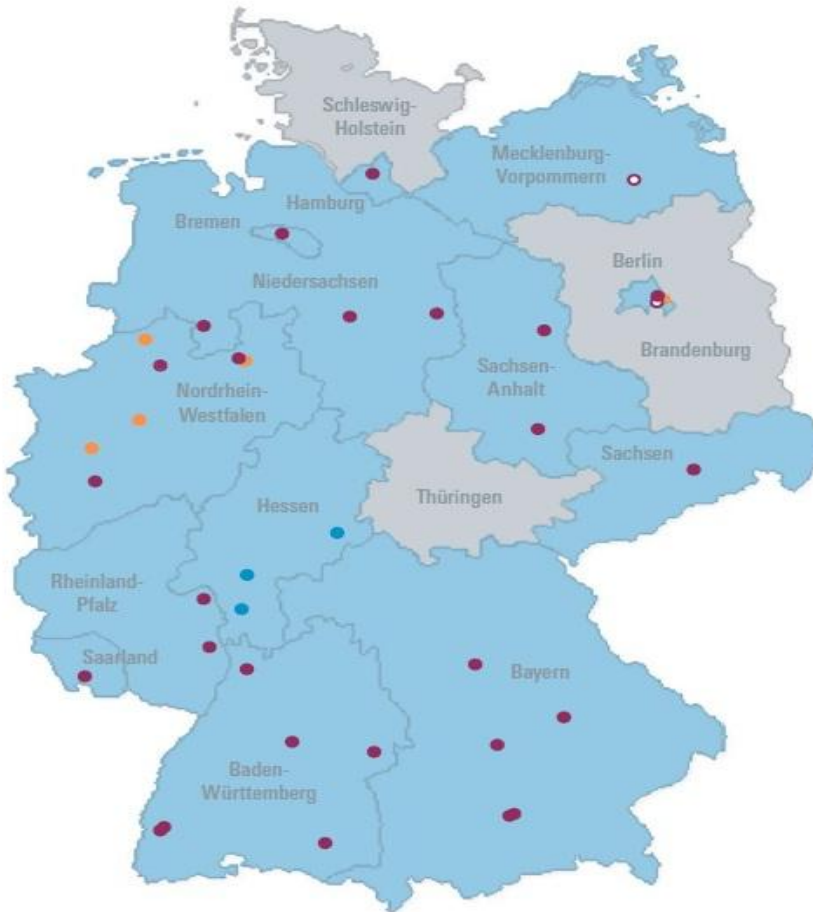 Schleswig-
Holstein
Mecklenburg-
Vorpommern
Hamburg
Bremen
Berlin
Niedersachsen
Brandenburg
Sachsen-
Anhalt
Nordrhein-
Westfalen
Sachsen
Thüringen
Hessen
Rheinland-
Pfalz
Saarland
Bayern
Baden-
Württemberg